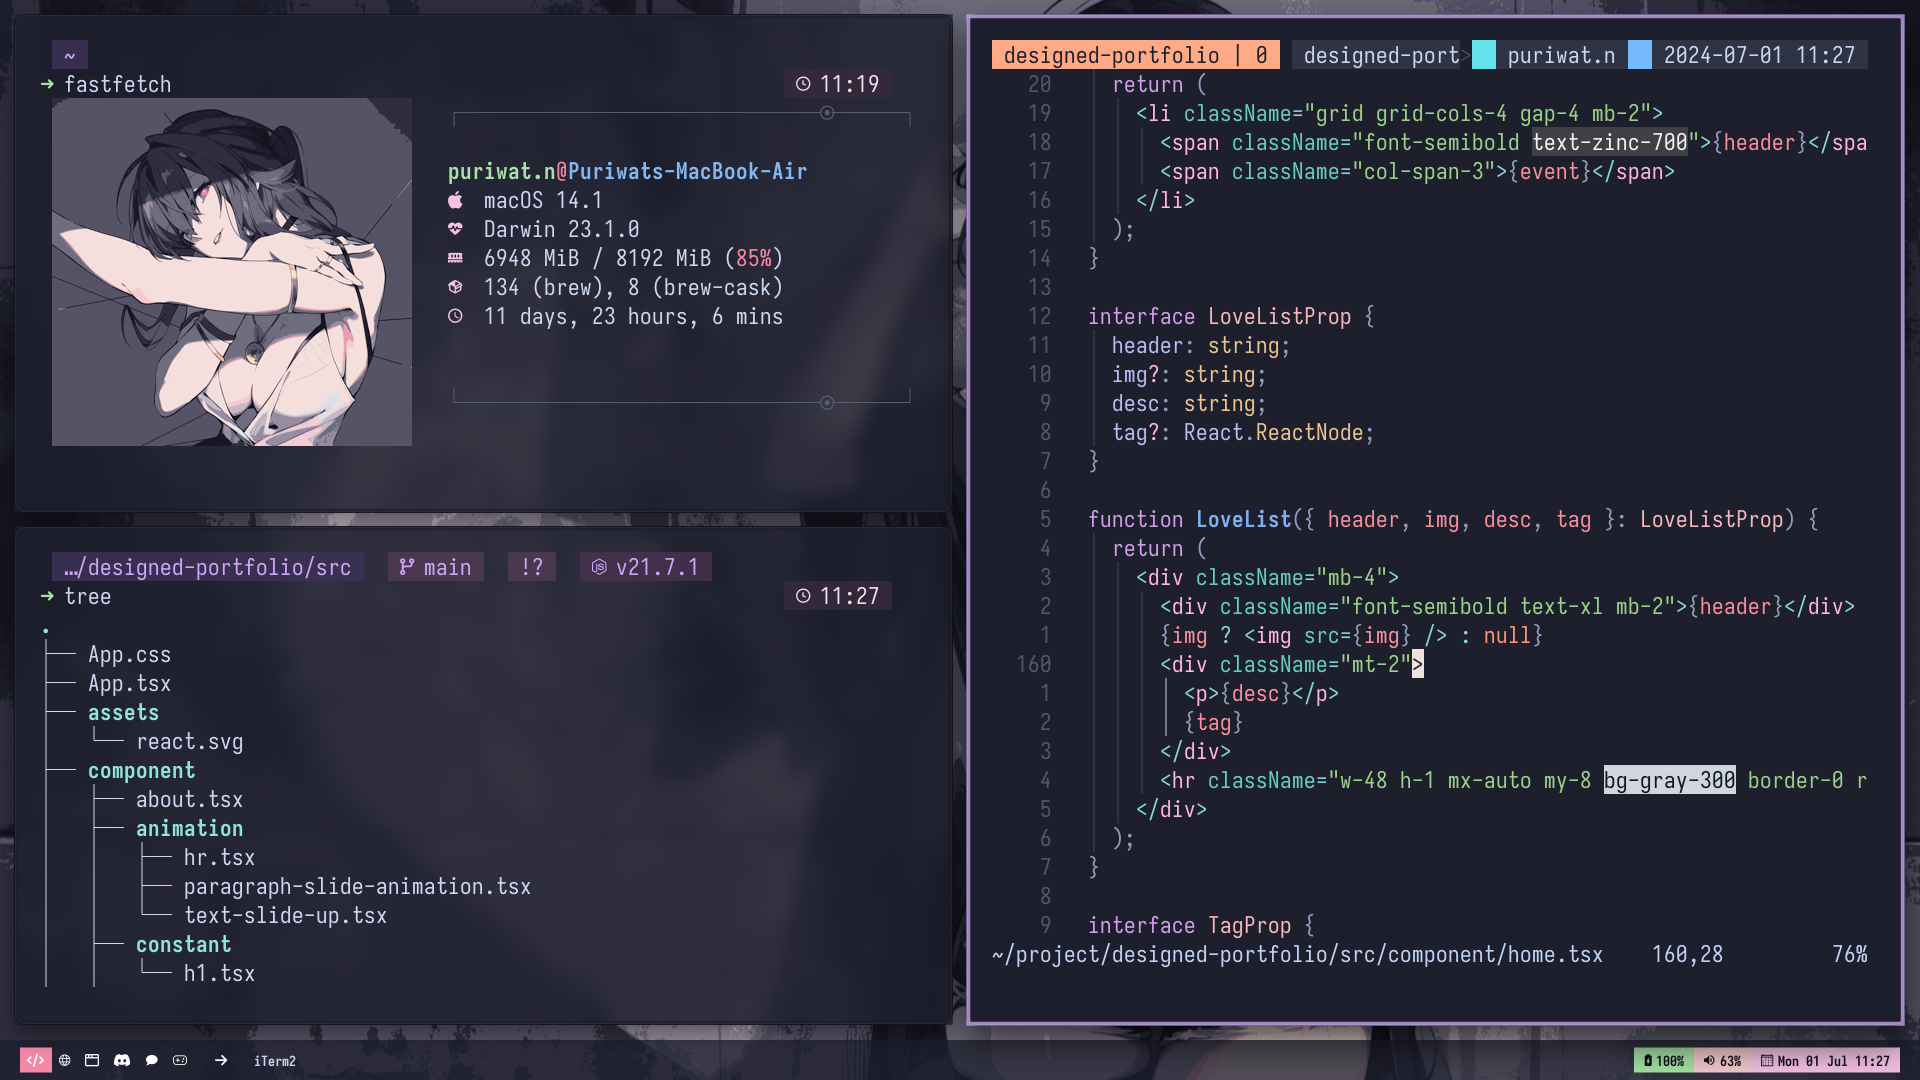 ~
➜ fastfetch
11:19
puriwat.n@Puriwats-MacBook-Air
macOS 14.1
Darwin 23.1.0
6948 MiB / 8192 MiB (85%)
134 (brew), 8 (brew-cask)
11 days, 23 hours, 6 mins
…/designed-portfolio/src main !? v21.7.1
➜ tree
11:27
.
├── App.css
├── App.tsx
├── assets
│   └── react.svg
├── component
│   ├── about.tsx
│   ├── animation
│   │   ├── hr.tsx
│   │   ├── paragraph-slide-animation.tsx
│   │   └── text-slide-up.tsx
│   ├── constant
│   │   └── h1.tsx
designed-portfolio | 0 designed-port> puriwat.n 2024-07-01 11:27
20 return (
19 <li className="grid grid-cols-4 gap-4 mb-2">
18 <span className="font-semibold text-zinc-700">{header}</spa
17 <span className="col-span-3">{event}</span>
16 </li>
15 );
14 }
13
12 interface LoveListProp {
11 header: string;
10 img?: string;
9 desc: string;
8 tag?: React.ReactNode;
7 }
6
5 function LoveList({ header, img, desc, tag }: LoveListProp) {
4 return (
3 <div className="mb-4">
2 <div className="font-semibold text-xl mb-2">{header}</div>
1 {img ? <img src={img} /> : null}
160 <div className="mt-2">
1 <p>{desc}</p>
2 {tag}
3 </div>
4 <hr className="w-48 h-1 mx-auto my-8 bg-gray-300 border-0 r
5 </div>
6 );
7 }
8
9 interface TagProp {
~/project/designed-portfolio/src/component/home.tsx 160,28 76%
</> → iTerm2
100% 63% Mon 01 Jul 11:27